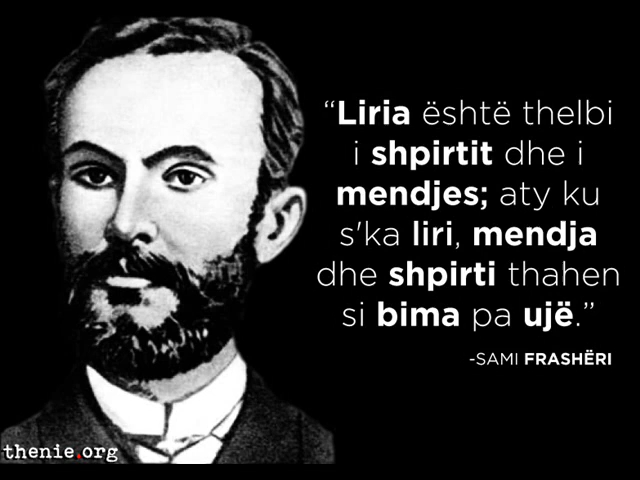 “Liria është thelbi
i shpirtit dhe i
mendjes; aty ku
s'ka liri, mendja
dhe shpirti thahen
si bima pa ujë.”
-SAMI FRASHËRI
thenie.org